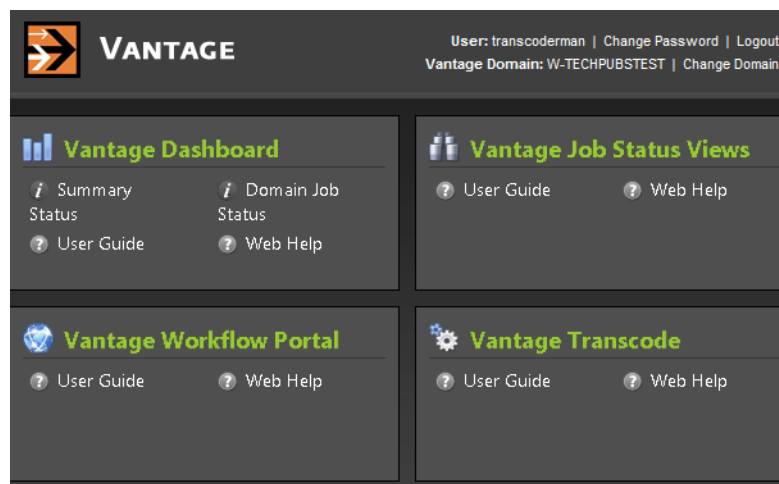 VANTAGE
User: transcoderman | Change Password | Logout
Vantage Domain: W-TECHPUBSTEST | Change Domain
Vantage Dashboard
Summary Status
Domain Job Status
User Guide
Web Help
Vantage Job Status Views
User Guide
Web Help
Vantage Workflow Portal
User Guide
Web Help
Vantage Transcode
User Guide
Web Help